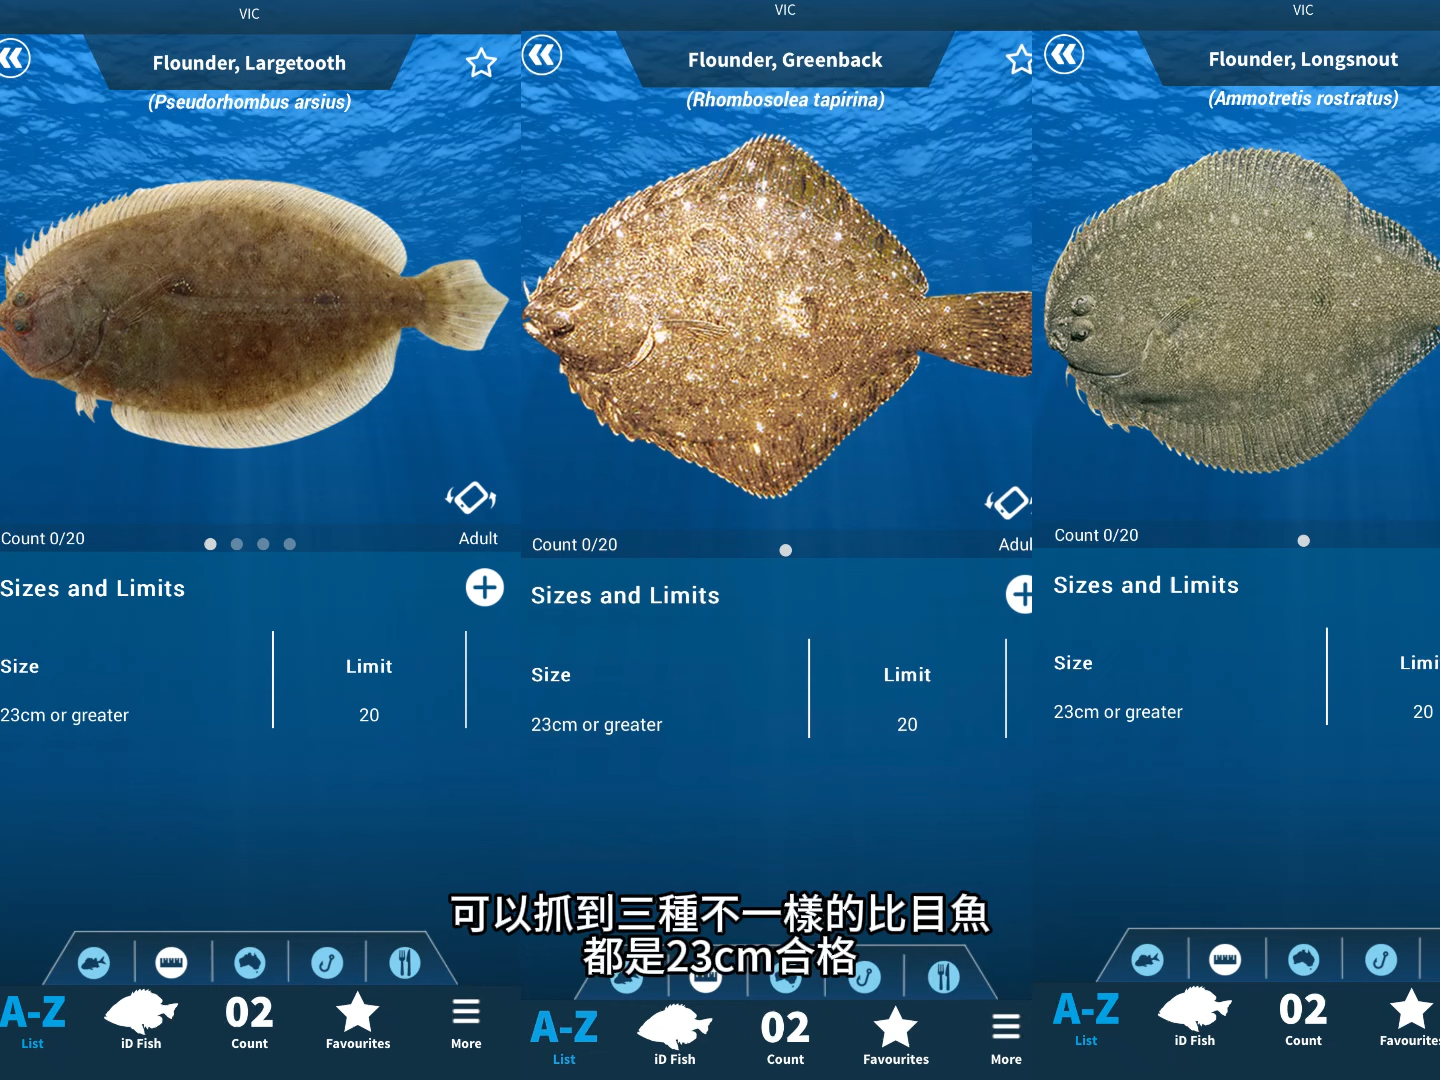 VIC
Flounder, Largetooth
(Pseudorhombus arsius)
Count 0/20
Adult
Sizes and Limits
Size
Limit
23cm or greater
20
A-Z
List
iD Fish
02
Count
Favourites
More
VIC
Flounder, Greenback
(Rhombosolea tapirina)
Count 0/20
Adul
Sizes and Limits
Size
Limit
23cm or greater
20
A-Z
List
iD Fish
02
Count
Favourites
More
VIC
Flounder, Longsnout
(Ammotretis rostratus)
Count 0/20
Sizes and Limits
Size
Limi
23cm or greater
20
A-Z
List
iD Fish
02
Count
Favourite
可以抓到三種不一樣的比目魚
都是23cm合格